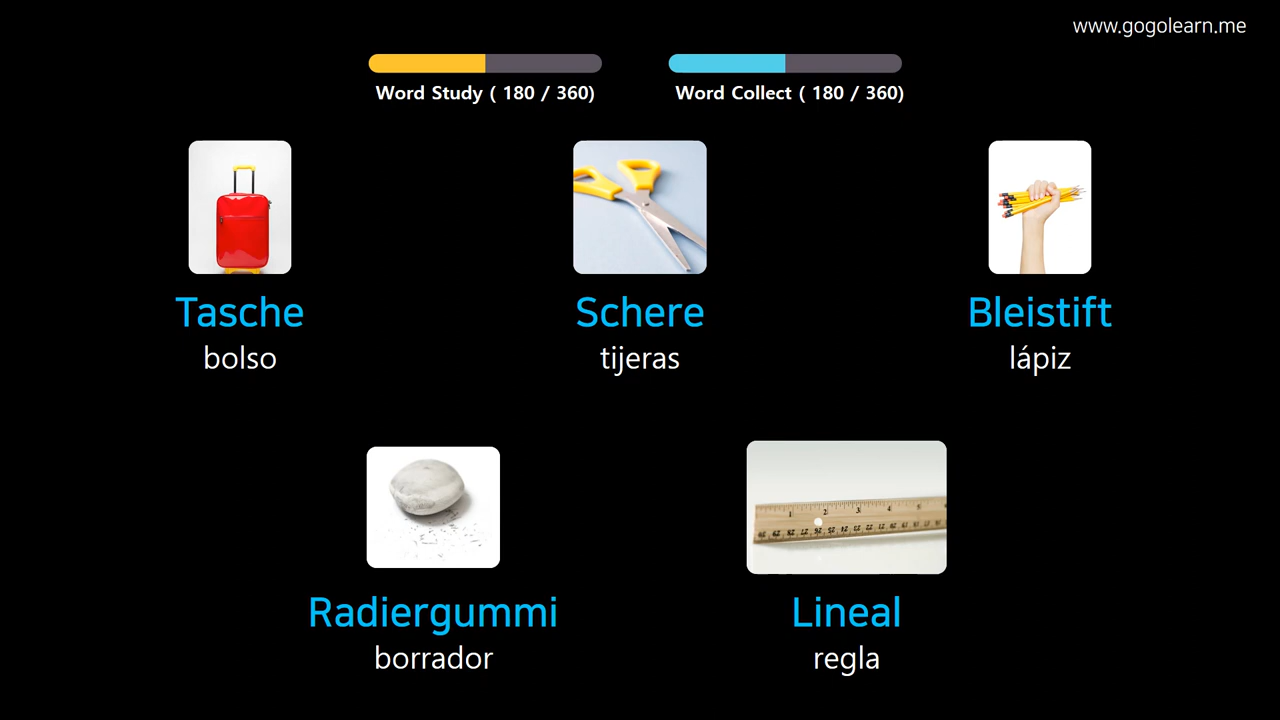 www.gogolearn.me
Word Study ( 180 / 360)
Word Collect ( 180 / 360)
Tasche
bolso
Schere
tijeras
Bleistift
lápiz
Radiergummi
borrador
Lineal
regla